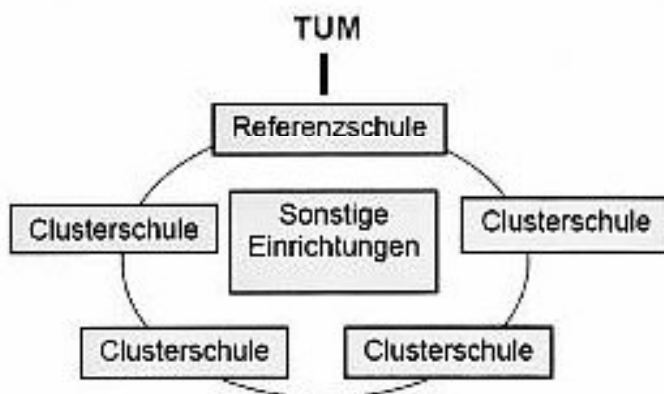 TUM
Referenzschule
Clusterschule
Sonstige
Einrichtungen
Clusterschule
Clusterschule
Clusterschule